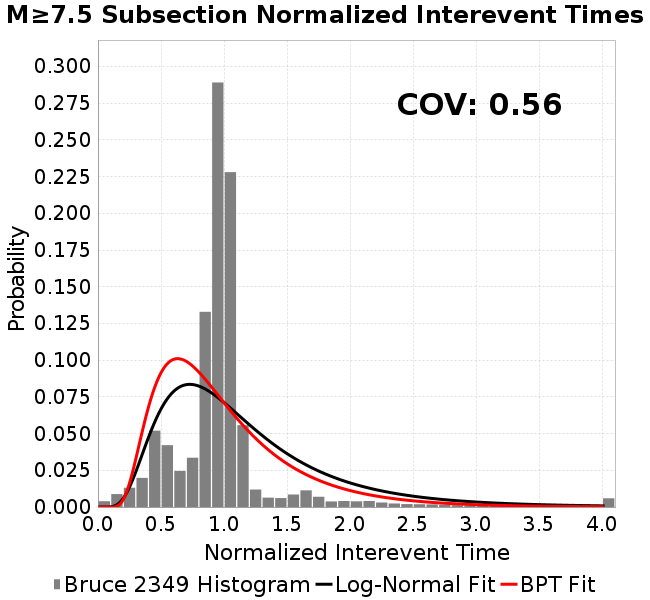 M≥7.5 Subsection Normalized Interevent Times
COV: 0.56
Probability
0.300
0.275
0.250
0.225
0.200
0.175
0.150
0.125
0.100
0.075
0.050
0.025
0.000
0.0 0.5 1.0 1.5 2.0 2.5 3.0 3.5 4.0
Normalized Interevent Time
Bruce 2349 Histogram Log-Normal Fit BPT Fit